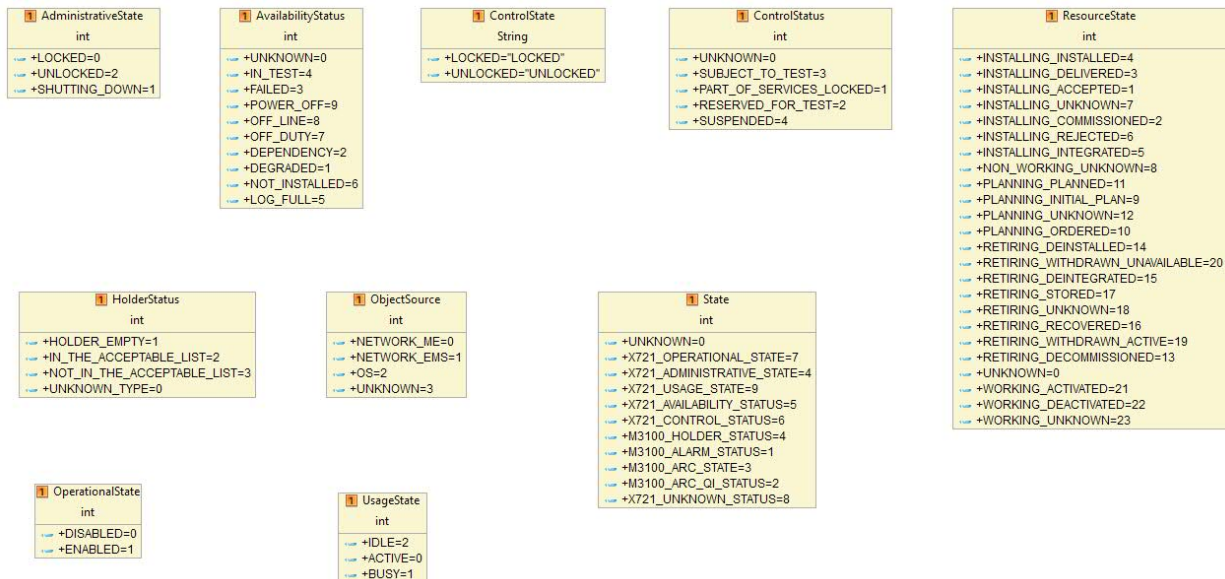 AdministrativeState
int
+LOCKED=0
+UNLOCKED=2
+SHUTTING_DOWN=1
AvailabilityStatus
int
+UNKNOWN=0
+IN_TEST=4
+FAILED=3
+POWER_OFF=9
+OFF_LINE=8
+OFF_DUTY=7
+DEPENDENCY=2
+DEGRADED=1
+NOT_INSTALLED=6
+LOG_FULL=5
ControlState
String
+LOCKED="LOCKED"
+UNLOCKED="UNLOCKED"
ControlStatus
int
+UNKNOWN=0
+SUBJECT_TO_TEST=3
+PART_OF_SERVICES_LOCKED=1
+RESERVED_FOR_TEST=2
+SUSPENDED=4
ResourceState
int
+INSTALLING_INSTALLED=4
+INSTALLING_DELIVERED=3
+INSTALLING_ACCEPTED=1
+INSTALLING_UNKNOWN=7
+INSTALLING_COMMISSIONED=2
+INSTALLING_REJECTED=6
+INSTALLING_INTEGRATED=5
+NON_WORKING_UNKNOWN=8
+PLANNING_PLANNED=11
+PLANNING_INITIAL_PLAN=9
+PLANNING_UNKNOWN=12
+PLANNING_ORDERED=10
+RETIRING_DEINSTALLED=14
+RETIRING_WITHDRAWN_UNAVAILABLE=20
+RETIRING_DEINTEGRATED=15
+RETIRING_STORED=17
+RETIRING_UNKNOWN=18
+RETIRING_RECOVERED=16
+RETIRING_WITHDRAWN_ACTIVE=19
+RETIRING_DECOMMISSIONED=13
+UNKNOWN=0
+WORKING_ACTIVATED=21
+WORKING_DEACTIVATED=22
+WORKING_UNKNOWN=23
HolderStatus
int
+HOLDER_EMPTY=1
+IN_THE_ACCEPTABLE_LIST=2
+NOT_IN_THE_ACCEPTABLE_LIST=3
+UNKNOWN_TYPE=0
ObjectSource
int
+NETWORK_ME=0
+NETWORK_EMS=1
+OS=2
+UNKNOWN=3
State
int
+UNKNOWN=0
+X721_OPERATIONAL_STATE=7
+X721_ADMINISTRATIVE_STATE=4
+X721_USAGE_STATE=9
+X721_AVAILABILITY_STATUS=5
+X721_CONTROL_STATUS=6
+M3100_HOLDER_STATUS=4
+M3100_ALARM_STATUS=1
+M3100_ARC_STATE=3
+M3100_ARC_QI_STATUS=2
+X721_UNKNOWN_STATUS=8
OperationalState
int
+DISABLED=0
+ENABLED=1
UsageState
int
+IDLE=2
+ACTIVE=0
+BUSY=1